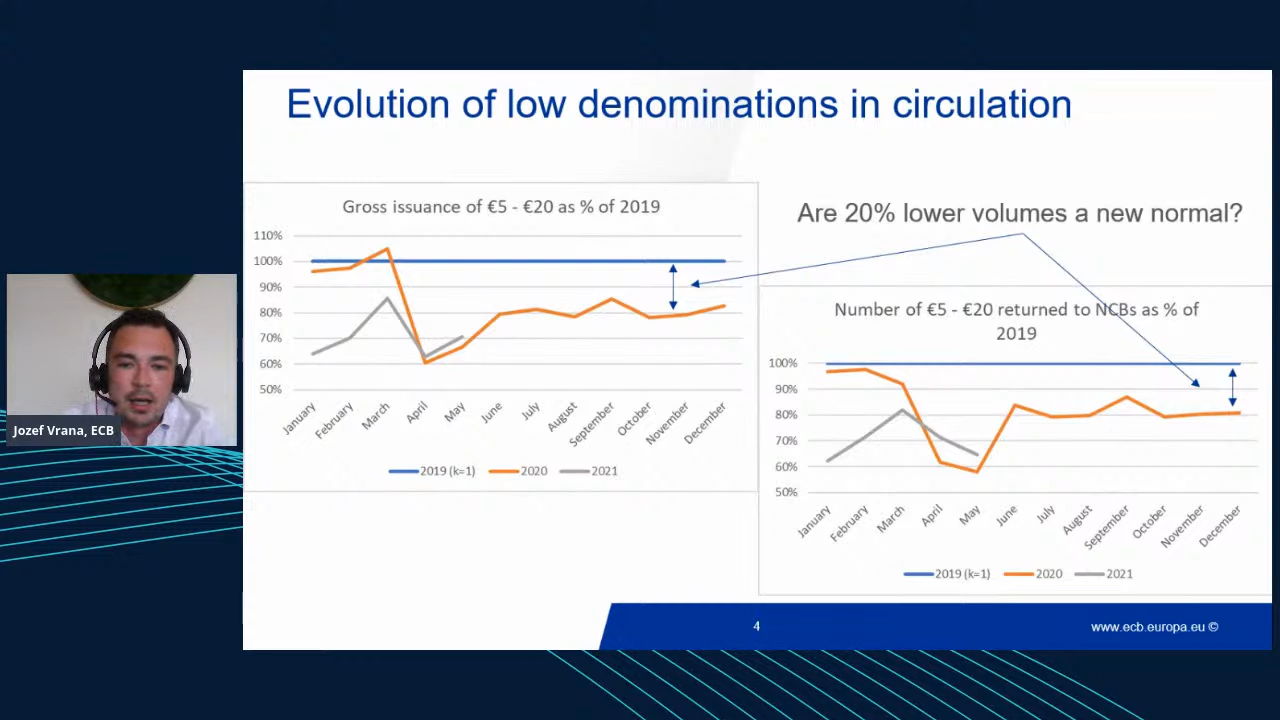 Evolution of low denominations in circulation
Gross issuance of €5 - €20 as % of 2019
110%
100%
90%
80%
70%
60%
50%
January
February
March
April
May
June
July
August
September
October
November
December
2019 (k=1)
2020
2021
Are 20% lower volumes a new normal?
Number of €5 - €20 returned to NCBs as % of
2019
100%
90%
80%
70%
60%
50%
January
February
March
April
May
June
July
August
September
October
November
December
2019 (k=1)
2020
2021
Jozef Vrana, ECB
4
www.ecb.europa.eu ©